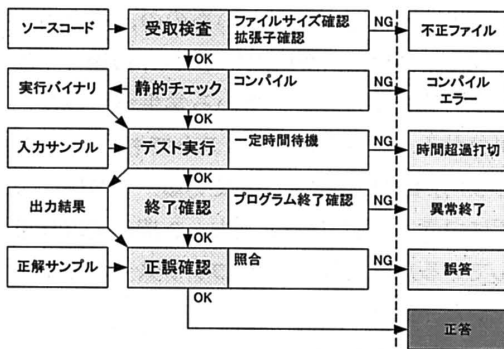 ソースコード
受取検査
ファイルサイズ確認
拡張子確認
NG
不正ファイル
OK
実行バイナリ
静的チェック
コンパイル
NG
コンパイル
エラー
OK
入力サンプル
テスト実行
一定時間待機
NG
時間超過打切
OK
出力結果
終了確認
プログラム終了確認
NG
異常終了
OK
正解サンプル
正誤確認
照合
NG
誤答
OK
正答